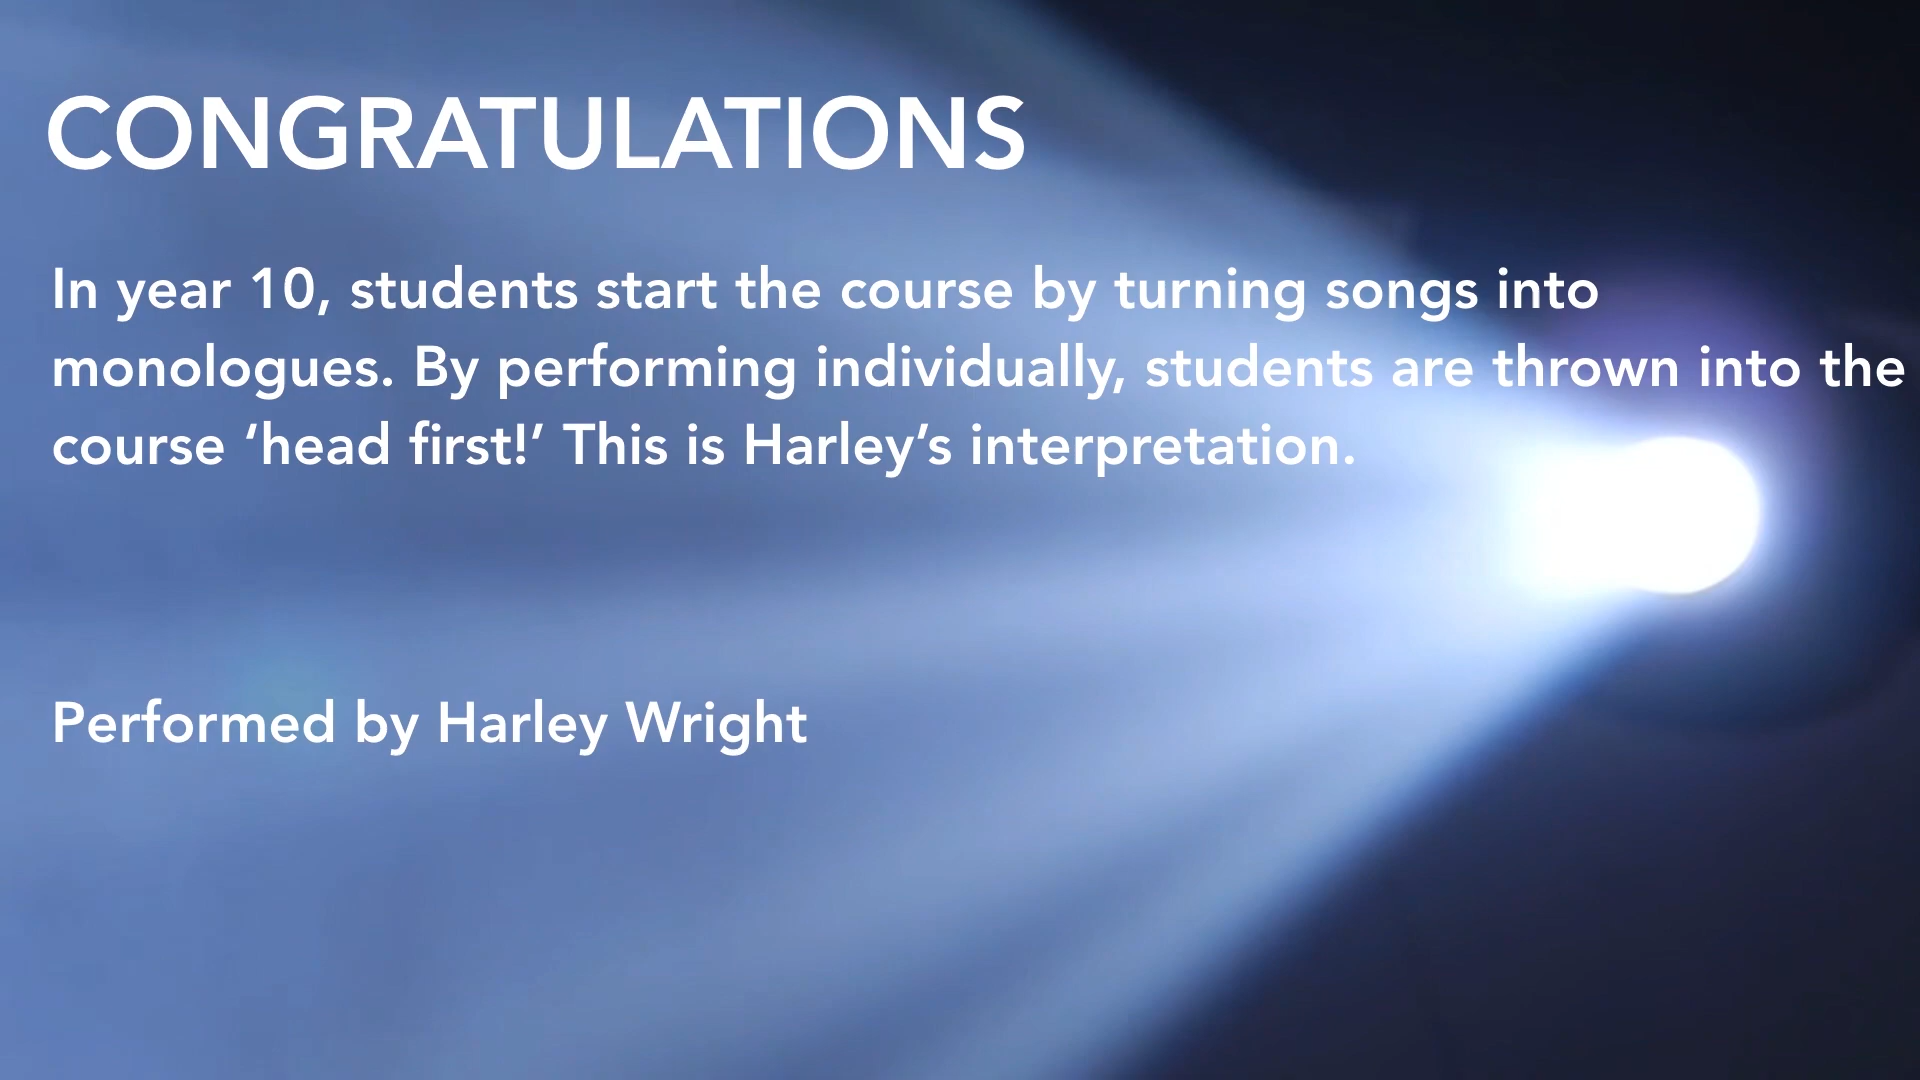 CONGRATULATIONS
In year 10, students start the course by turning songs into
monologues. By performing individually, students are thrown into the
course ‘head first!’ This is Harley’s interpretation.
Performed by Harley Wright